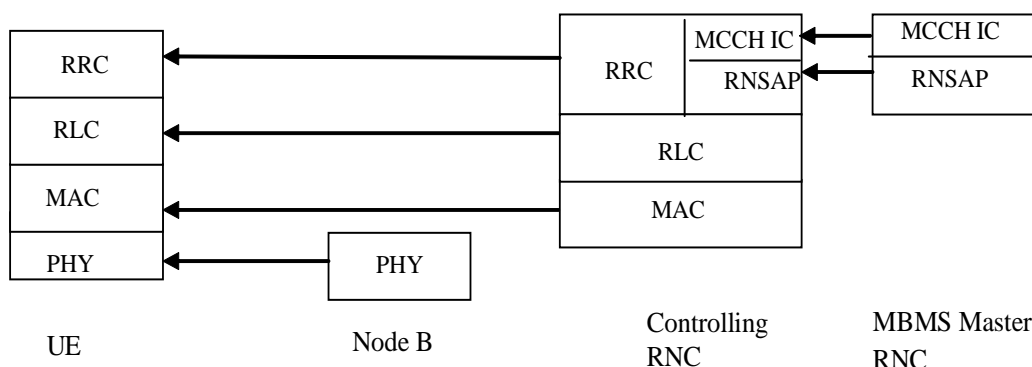 RRC
RLC
MAC
PHY
UE
PHY
Node B
RRC
MCCH IC
RNSAP
RLC
MAC
Controlling
RNC
MCCH IC
RNSAP
MBMS Master
RNC